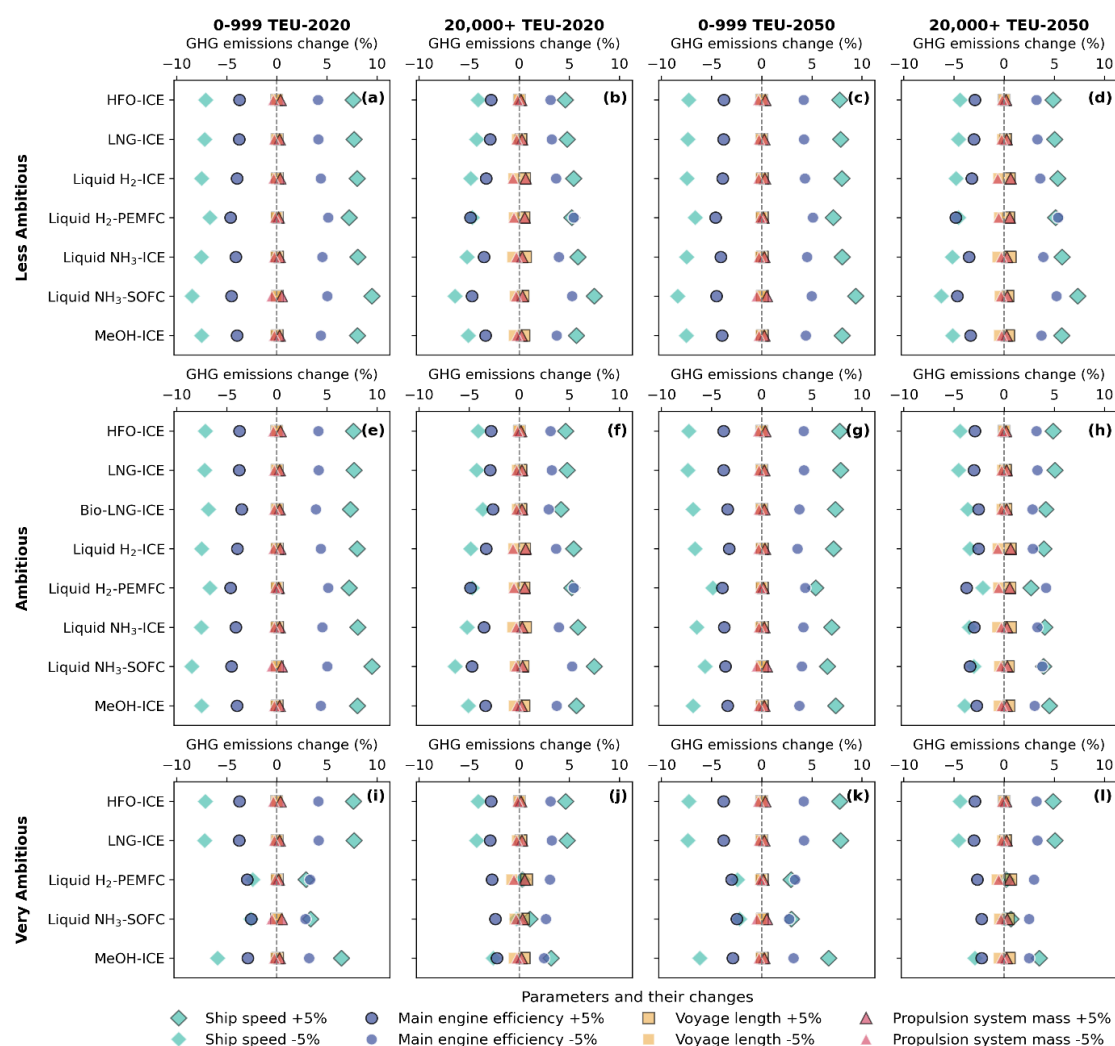 0-999 TEU-2020 20,000+ TEU-2020 0-999 TEU-2050 20,000+ TEU-2050
GHG emissions change (%) GHG emissions change (%) GHG emissions change (%) GHG emissions change (%)
−10 −5 0 5 10 −10 −5 0 5 10 −10 −5 0 5 10 −10 −5 0 5 10
Less Ambitious
HFO-ICE (a) (b) (c) (d)
LNG-ICE
Liquid H₂-ICE
Liquid H₂-PEMFC
Liquid NH₃-ICE
Liquid NH₃-SOFC
MeOH-ICE
GHG emissions change (%) GHG emissions change (%) GHG emissions change (%) GHG emissions change (%)
−10 −5 0 5 10 −10 −5 0 5 10 −10 −5 0 5 10 −10 −5 0 5 10
Ambitious
HFO-ICE (e) (f) (g) (h)
LNG-ICE
Bio-LNG-ICE
Liquid H₂-ICE
Liquid H₂-PEMFC
Liquid NH₃-ICE
Liquid NH₃-SOFC
MeOH-ICE
GHG emissions change (%) GHG emissions change (%) GHG emissions change (%) GHG emissions change (%)
−10 −5 0 5 10 −10 −5 0 5 10 −10 −5 0 5 10 −10 −5 0 5 10
Very Ambitious
HFO-ICE (i) (j) (k) (l)
LNG-ICE
Liquid H₂-PEMFC
Liquid NH₃-SOFC
MeOH-ICE
Parameters and their changes
Ship speed +5% Main engine efficiency +5% Voyage length +5% Propulsion system mass +5%
Ship speed -5% Main engine efficiency -5% Voyage length -5% Propulsion system mass -5%